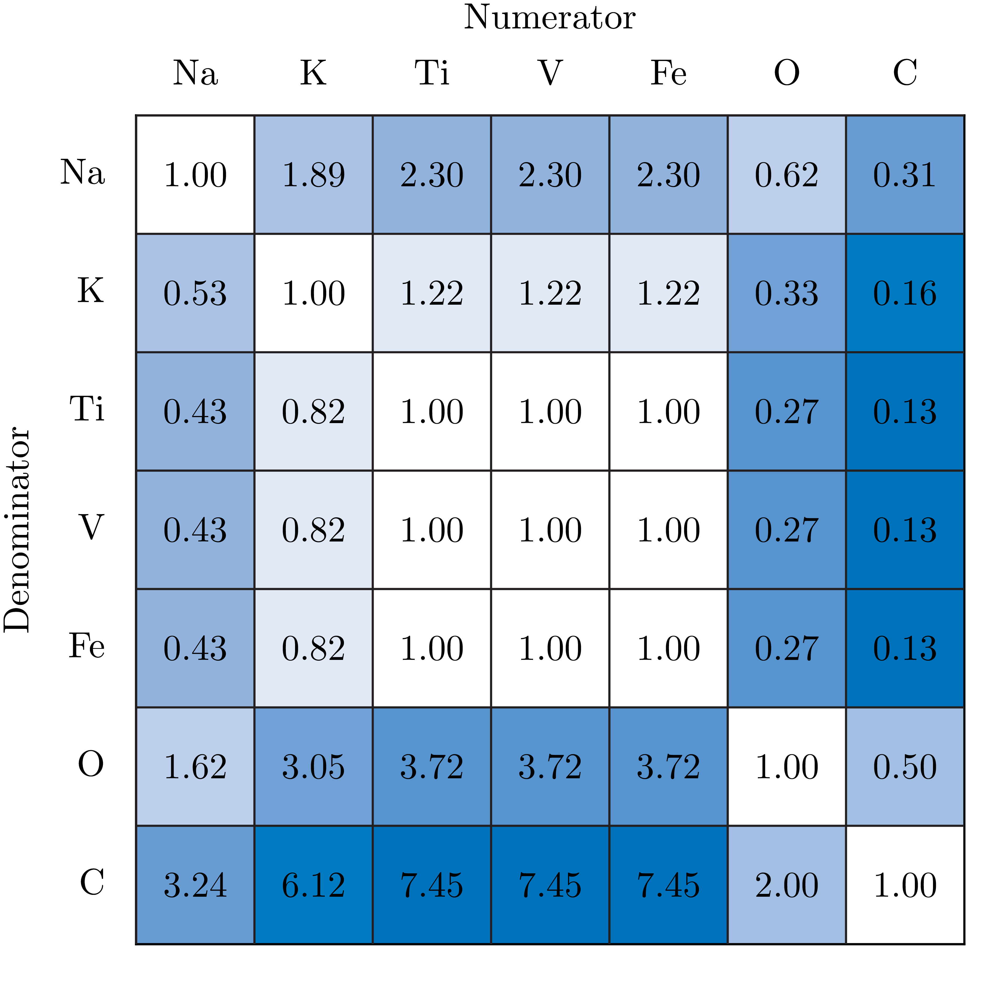 Numerator
Na K Ti V Fe O C
Na 1.00 1.89 2.30 2.30 2.30 0.62 0.31
K 0.53 1.00 1.22 1.22 1.22 0.33 0.16
Ti 0.43 0.82 1.00 1.00 1.00 0.27 0.13
V 0.43 0.82 1.00 1.00 1.00 0.27 0.13
Fe 0.43 0.82 1.00 1.00 1.00 0.27 0.13
O 1.62 3.05 3.72 3.72 3.72 1.00 0.50
C 3.24 6.12 7.45 7.45 7.45 2.00 1.00
Denominator